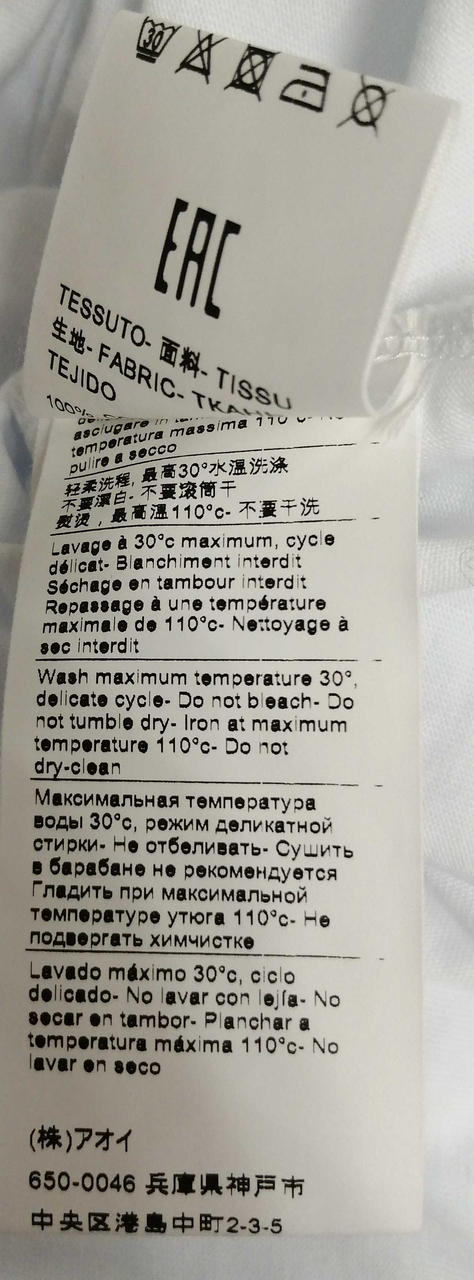 30
EAC
TESSUTO- 面料- TISSU
生地- FABRIC- ТКАНЬ
TEJIDO
100%
asciugare in
temperatura massima 110°c- No
pulire a secco
轻柔洗程, 最高30°水温洗涤
不要漂白- 不要滚筒干
熨烫，最高温110°c- 不要干洗
Lavage à 30°c maximum, cycle
délicat- Blanchiment interdit
Séchage en tambour interdit
Repassage à une température
maximale de 110°c- Nettoyage à
sec interdit
Wash maximum temperature 30°,
delicate cycle- Do not bleach- Do
not tumble dry- Iron at maximum
temperature 110°c- Do not
dry-clean
Максимальная температура
воды 30°c, режим деликатной
стирки- Не отбеливать- Сушить
в барабане не рекомендуется
Гладить при максимальной
температуре утюга 110°c- Не
подвергать химчистке
Lavado máximo 30°c, ciclo
delicado- No lavar con lejía- No
secar en tambor- Planchar a
temperatura máxima 110°c- No
lavar en seco
(株)アオイ
650-0046 兵庫県神戸市
中央区港島中町2-3-5